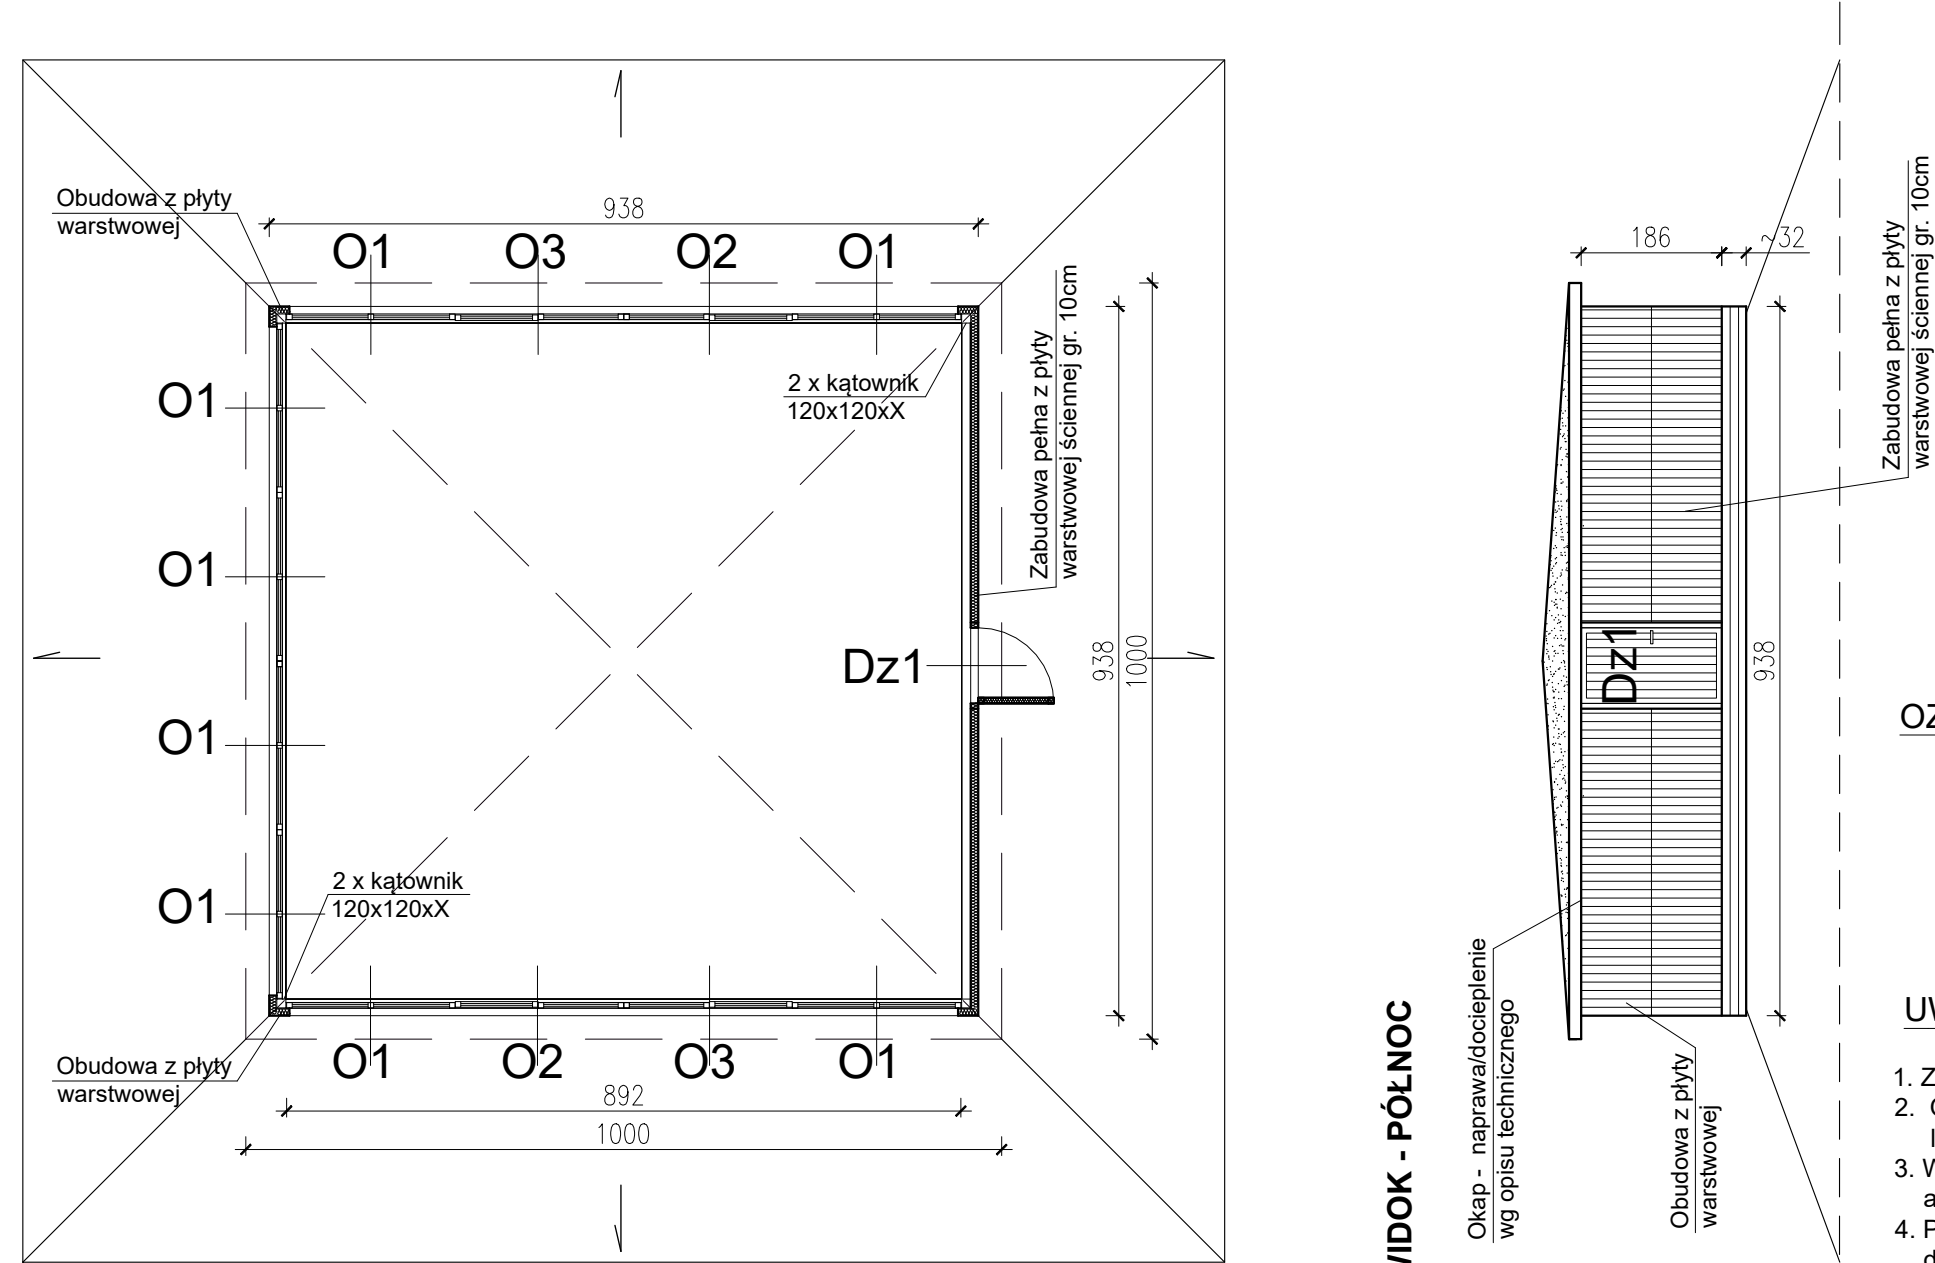 Obudowa z płyty
warstwowej
938
O1
O3
O2
O1
2 x kątownik
120x120xX
Zabudowa pełna z płyty
warstwowej ściennej gr. 10cm
O1
O1
O1
O1
Dz1
938
1000
2 x kątownik
120x120xX
Obudowa z płyty
warstwowej
O1
O2
O3
O1
892
1000
186
~32
Zabudowa pełna z płyty
warstwowej ściennej gr. 10cm
Dz1
938
Okap - naprawa/docieplenie
wg opisu technicznego
Obudowa z płyty
warstwowej
- PÓŁNOC
1.
2.
3.
4.